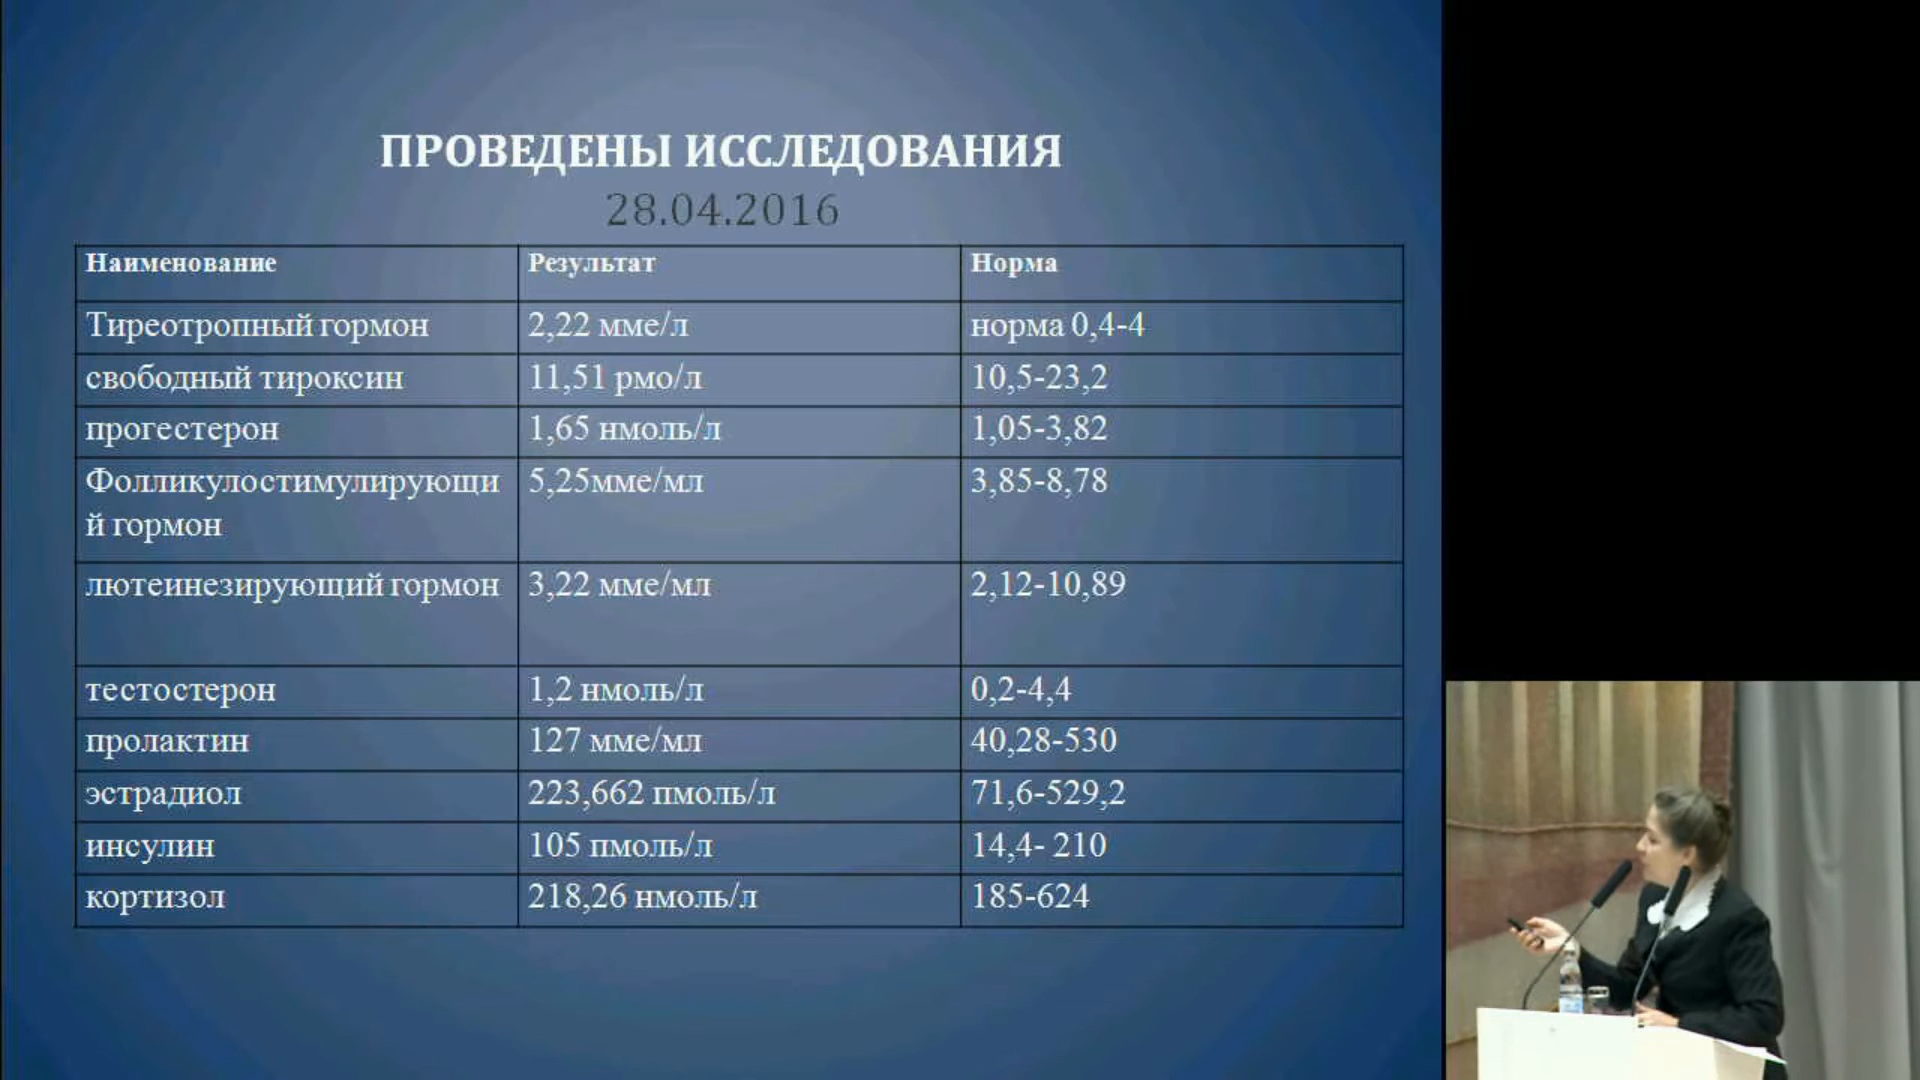 ПРОВЕДЕНЫ ИССЛЕДОВАНИЯ
28.04.2016
Наименование Результат Норма
Тиреотропный гормон 2,22 мме/л норма 0,4-4
свободный тироксин 11,51 рмо/л 10,5-23,2
прогестерон 1,65 нмоль/л 1,05-3,82
Фолликулостимулирующи 5,25мме/мл 3,85-8,78
й гормон
лютеинезирующий гормон 3,22 мме/мл 2,12-10,89
тестостерон 1,2 нмоль/л 0,2-4,4
пролактин 127 мме/мл 40,28-530
эстрадиол 223,662 пмоль/л 71,6-529,2
инсулин 105 пмоль/л 14,4- 210
кортизол 218,26 нмоль/л 185-624